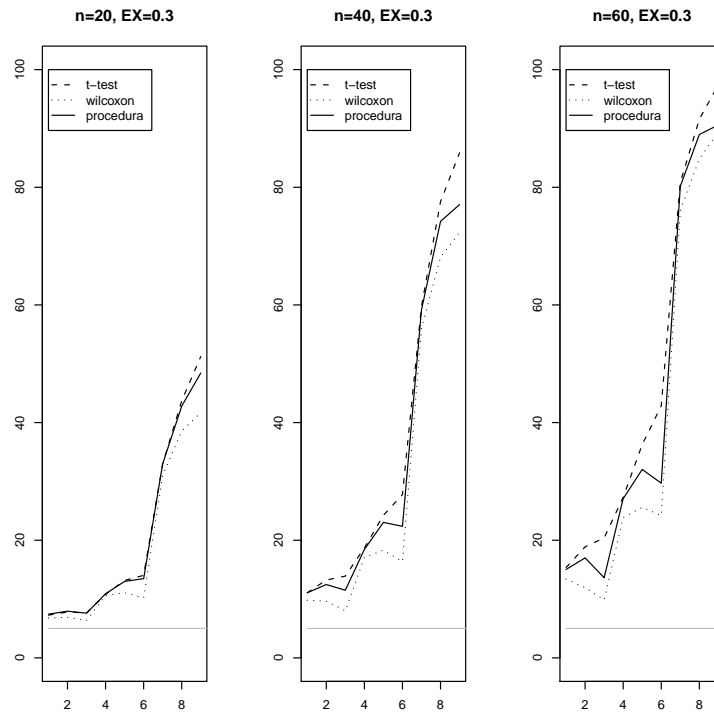 n=20, EX=0.3
100
80
60
40
20
0
t−test
wilcoxon
procedura
2 4 6 8
n=40, EX=0.3
100
80
60
40
20
0
t−test
wilcoxon
procedura
2 4 6 8
n=60, EX=0.3
100
80
60
40
20
0
t−test
wilcoxon
procedura
2 4 6 8